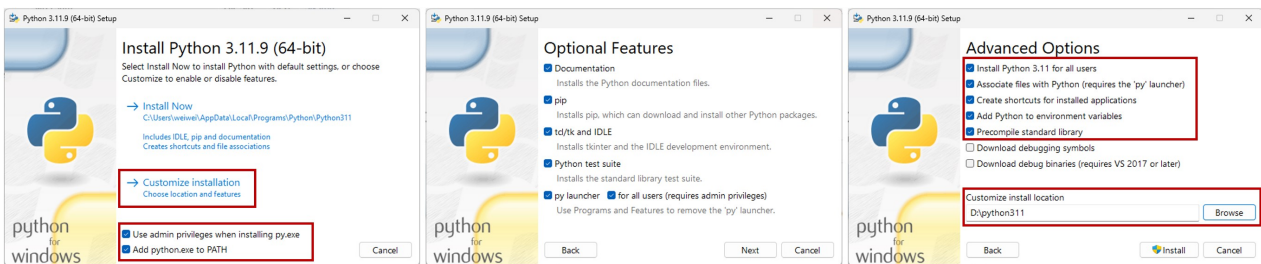 Python 3.11.9 (64-bit) Setup
Install Python 3.11.9 (64-bit)
Select Install Now to install Python with default settings, or choose
Customize to enable or disable features.
→ Install Now
C:\Users\weiwei\AppData\Local\Programs\Python\Python311
Includes IDLE, pip and documentation
Creates shortcuts and file associations
→ Customize installation
Choose location and features
Use admin privileges when installing py.exe
Add python.exe to PATH
Cancel
python
for
windows
Python 3.11.9 (64-bit) Setup
Optional Features
Documentation
Installs the Python documentation files.
pip
Installs pip, which can download and install other Python packages.
td/tk and IDLE
Installs tkinter and the IDLE development environment.
Python test suite
Installs the standard library test suite.
py launcher for all users (requires admin privileges)
Use Programs and Features to remove the 'py' launcher.
python
for
windows
Back Next Cancel
Python 3.11.9 (64-bit) Setup
Advanced Options
Install Python 3.11 for all users
Associate files with Python (requires the 'py' launcher)
Create shortcuts for installed applications
Add Python to environment variables
Precompile standard library
Download debugging symbols
Download debug binaries (requires VS 2017 or later)
Customize install location
D:\python311 Browse
python
for
windows
Back Install Cancel